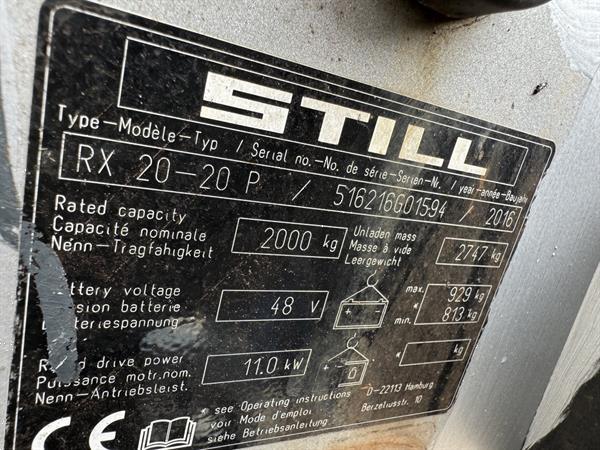 STILL
Type-Modèle-Typ / Serial no.-No. de série-Serien-Nr. / year-année-Baujahr
RX 20-20 P / 516216G01594 / 2016
Rated capacity
Capacité nominale
Nenn-Tragfähigkeit
2000 kg
Unladen mass
Masse à vide
Leergewicht
2747 kg
ttery voltage
sion batterie
teriespannung
48 V
max. 929 kg
*
min. 813 kg
R d drive power
Puissance motr.nom.
Nenn-Antriebsleist.
11.0 kW
* kg
* see Operating instructions
voir Mode d'emploi
siehe Betriebsanleitung
D-22113 Hamburg
Berzeliusstr. 10
CE